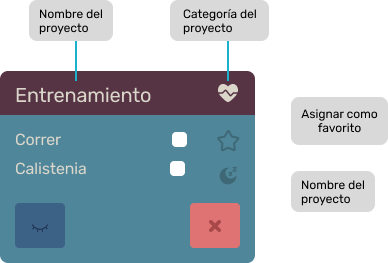 Nombre del
proyecto
Categoría del
proyecto
Entrenamiento
Correr
Calistenia
Asignar como
favorito
Nombre del
proyecto